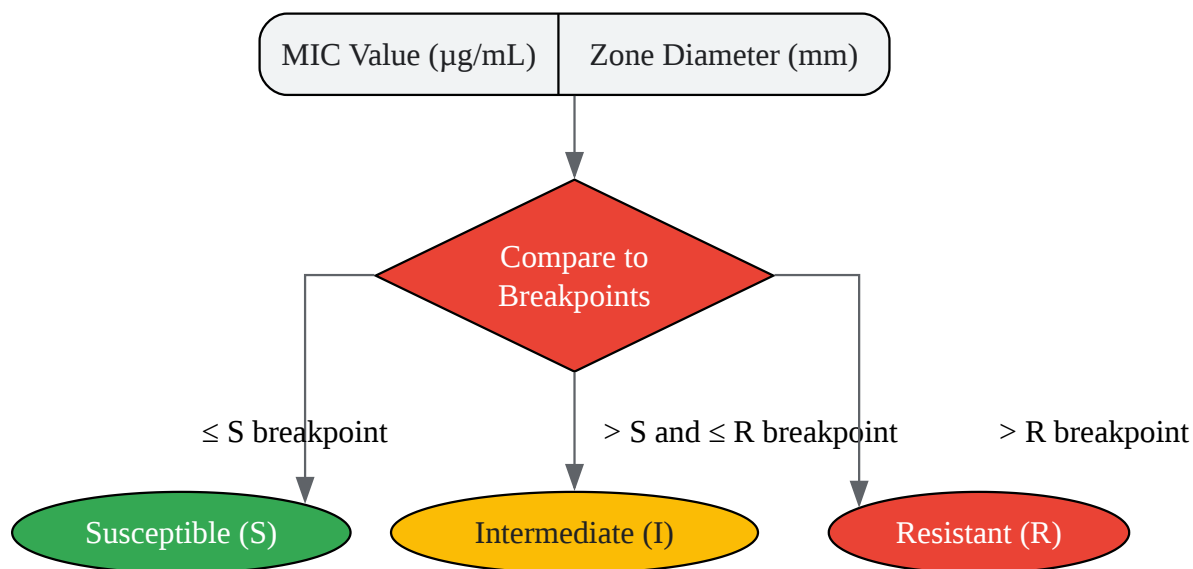 MIC Value (µg/mL)
Zone Diameter (mm)
Compare to
Breakpoints
≤ S breakpoint
> S and ≤ R breakpoint
> R breakpoint
Susceptible (S)
Intermediate (I)
Resistant (R)